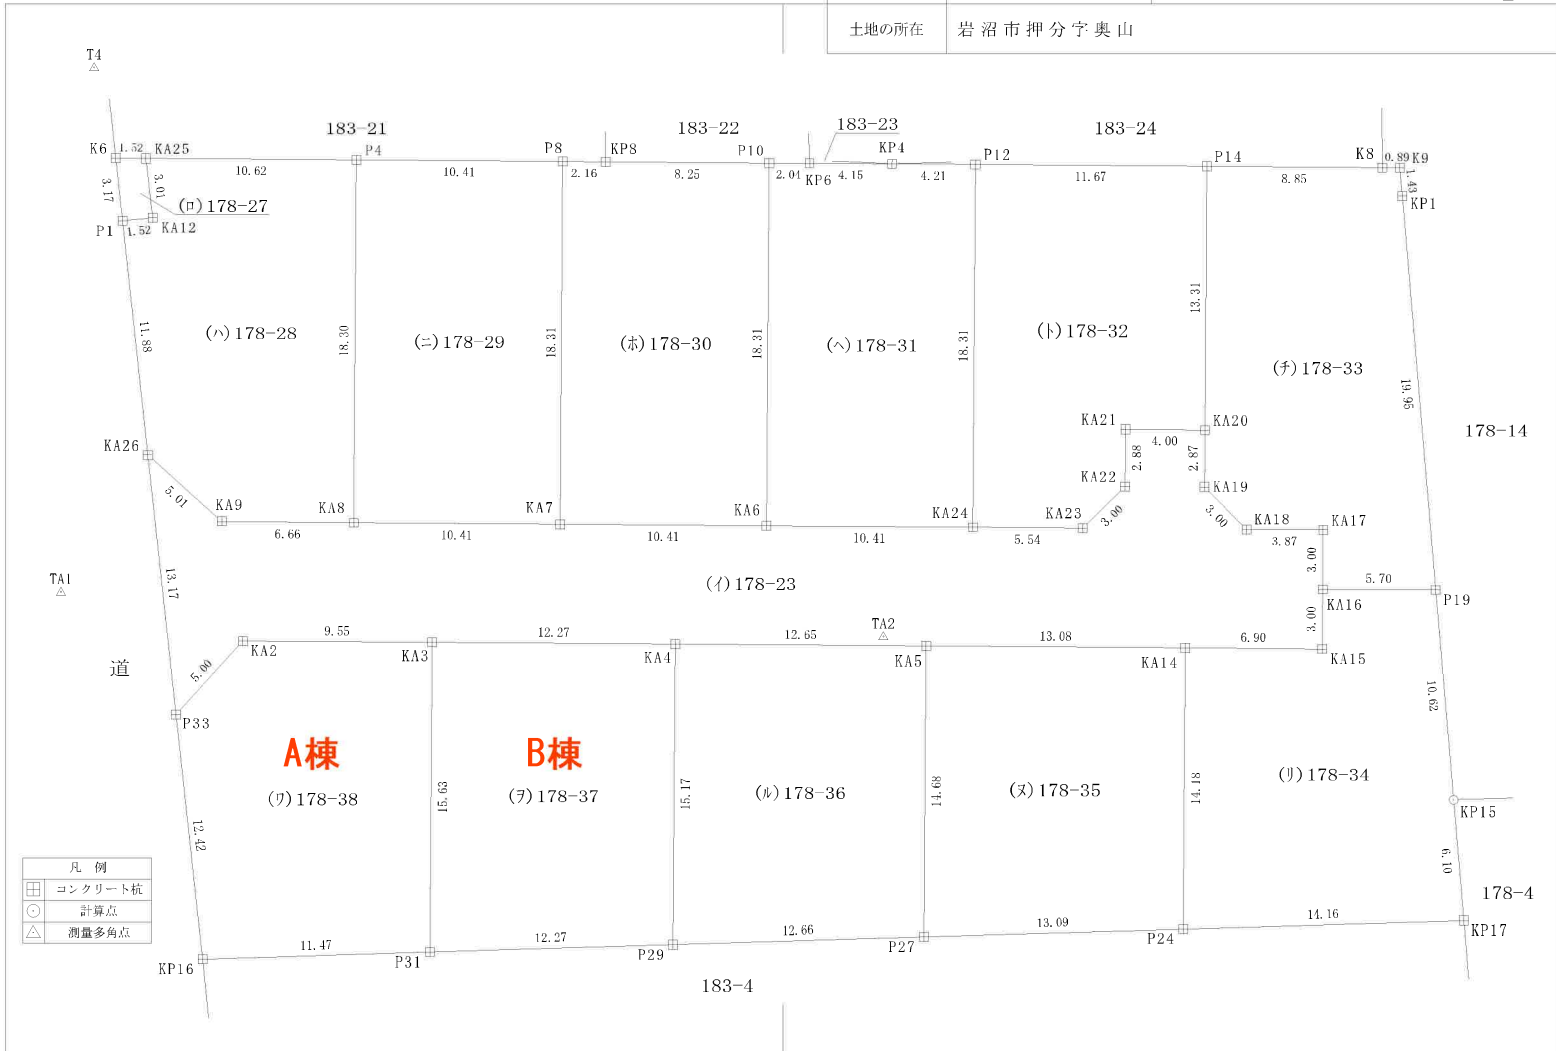 土地の所在 岩沼市押分字奥山
T4
183-21 183-22 183-23 183-24
K6 1.52 KA25 P4 P8 KP8 P10 KP6 KP4 P12 P14 K8 0.89 K9
10.62 10.41 2.16 8.25 2.04 4.15 4.21 11.67 8.85
3.17 3.01 1.43
(ロ)178-27 KP1
P1 1.52 KA12
11.88 18.30 18.31 18.31 18.31 13.31 19.95
(ハ)178-28 (ニ)178-29 (ホ)178-30 (ヘ)178-31 (ト)178-32
(チ)178-33
178-14
KA26 KA21 4.00 KA20
2.88 2.87
5.01 KA22 KA19
KA9 KA8 KA7 KA6 KA24 KA23 3.00 3.00 KA18 KA17
6.66 10.41 10.41 10.41 5.54 3.87 3.00
TA1 13.17 (イ)178-23 5.70
KA16 P19
3.00
TA2
9.55 12.27 12.65 13.08 6.90
KA2 KA3 KA4 KA5 KA14 KA15
道 5.00 10.62
P33
A棟 B棟
(ワ)178-38 (ヲ)178-37 (ル)178-36 (ヌ)178-35 (リ)178-34
15.63 15.17 14.68 14.18
KP15
12.42 6.10
凡 例
コンクリート杭
計算点
測量多角点
178-4
11.47 12.27 12.66 13.09 14.16
KP16 P31 P29 P27 P24 KP17
183-4